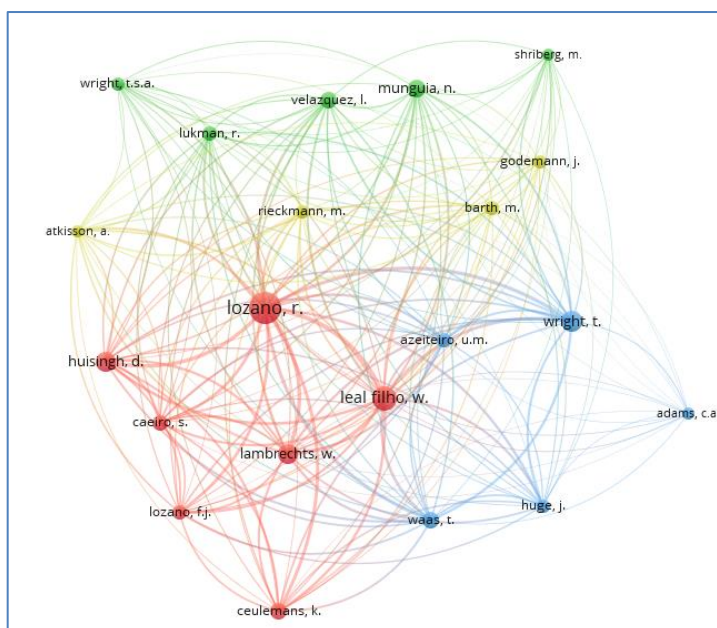 shriberg, m.
wright, t.s.a.
munguia, n.
velazquez, l.
lukman, r.
godemann, j.
rieckmann, m.
barth, m.
atkisson, a.
lozano, r.
wright, t.
azeiteiro, u.m.
huisingh, d.
leal filho, w.
adams, c.a
caeiro, s.
lambrechts, w.
lozano, f.j.
huge, j.
waas, t.
ceulemans, k.